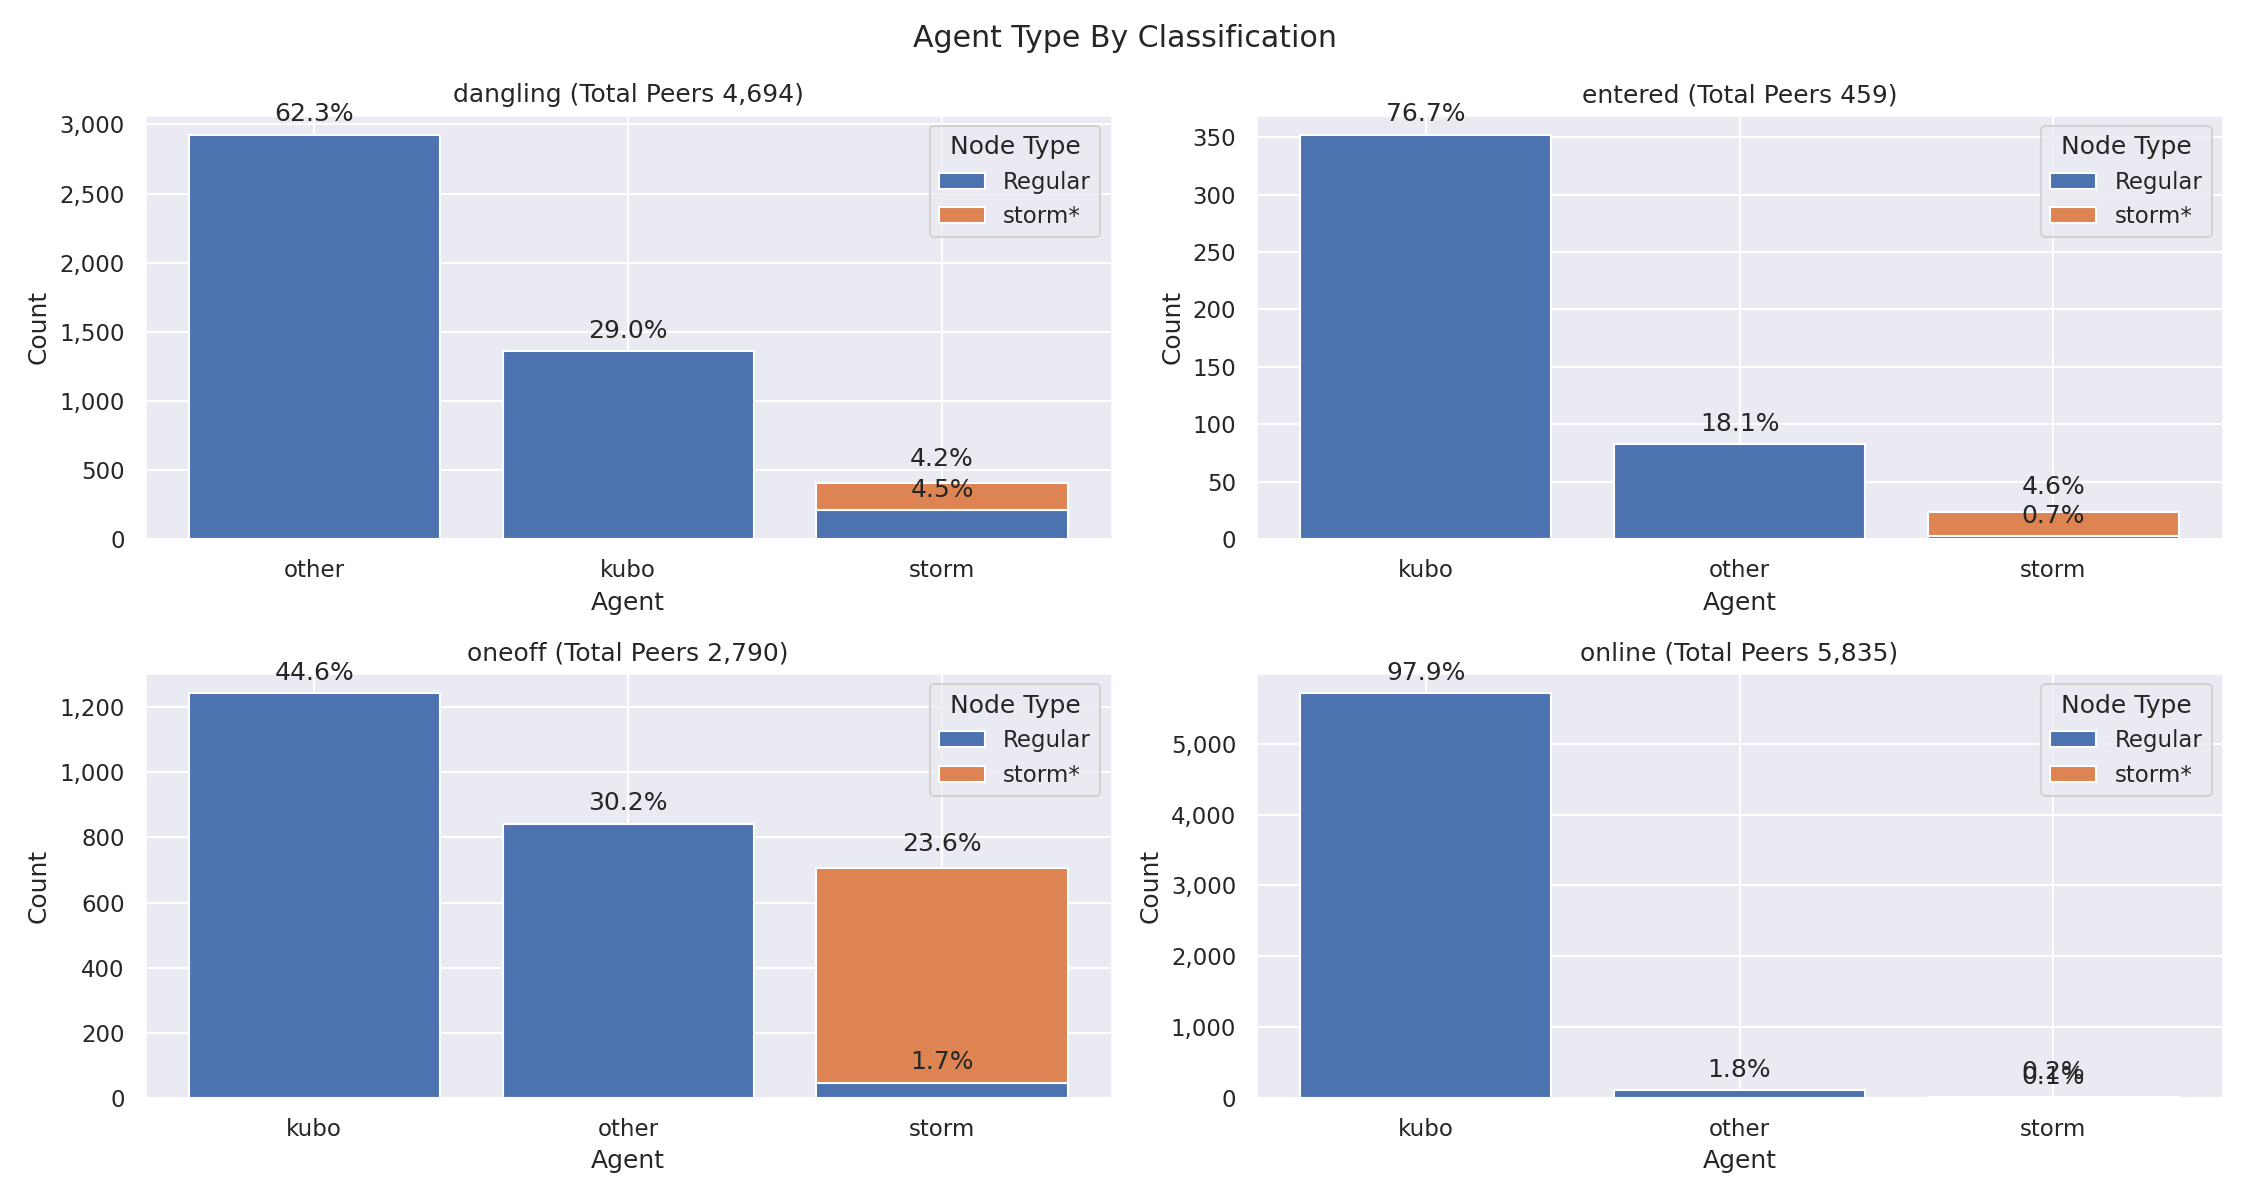 Agent Type By Classification
dangling (Total Peers 4,694)
62.3%
29.0%
4.2%
4.5%
Node Type
Regular
storm*
3,000
2,500
2,000
1,500
1,000
500
0
Count
other
kubo
storm
Agent
entered (Total Peers 459)
76.7%
18.1%
4.6%
0.7%
Node Type
Regular
storm*
350
300
250
200
150
100
50
0
Count
kubo
other
storm
Agent
oneoff (Total Peers 2,790)
44.6%
30.2%
23.6%
1.7%
Node Type
Regular
storm*
1,200
1,000
800
600
400
200
0
Count
kubo
other
storm
Agent
online (Total Peers 5,835)
97.9%
1.8%
0.2%
0.1%
Node Type
Regular
storm*
5,000
4,000
3,000
2,000
1,000
0
Count
kubo
other
storm
Agent